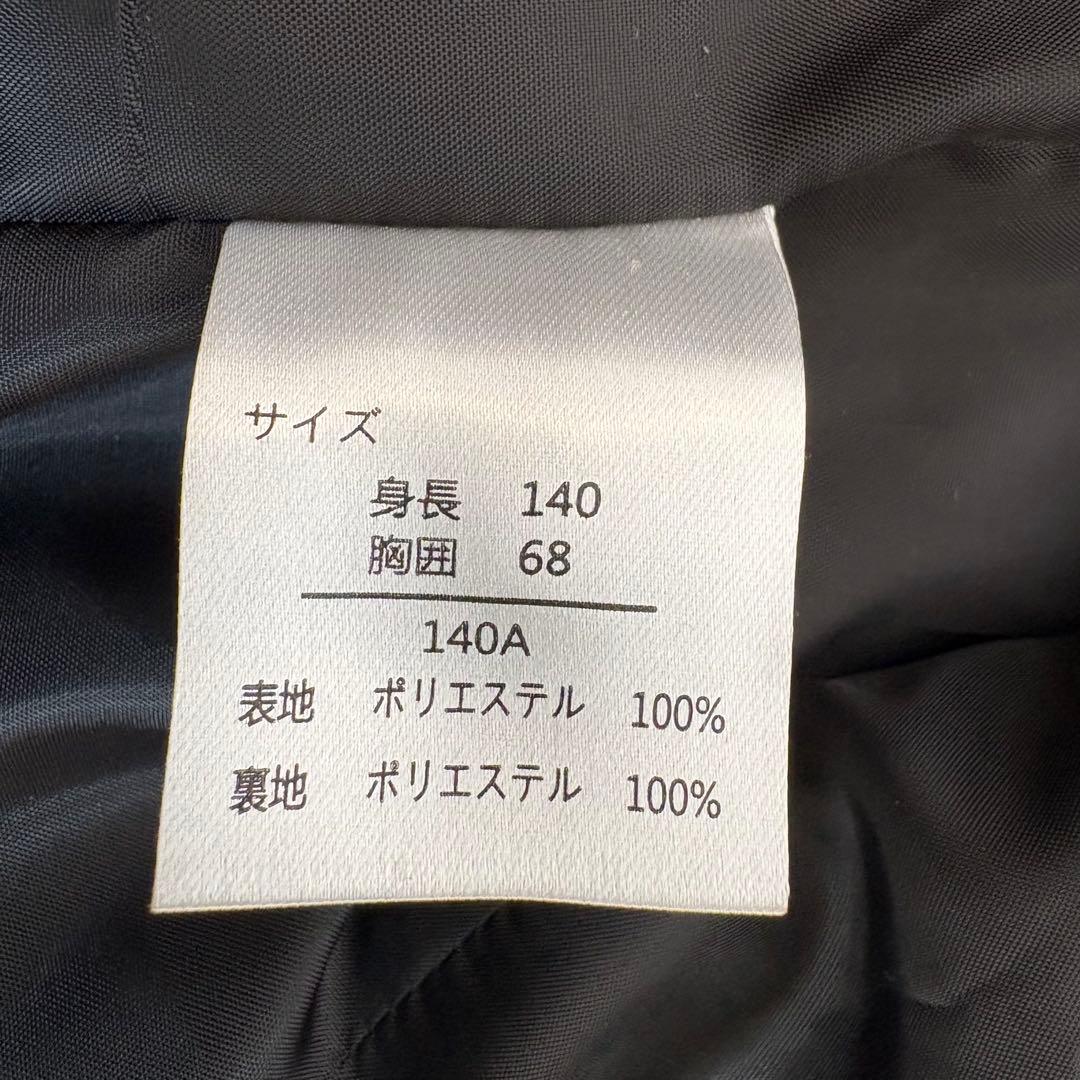 サイズ
身長 140
胸囲 68
140A
表地 ポリエステル 100%
裏地 ポリエステル 100%